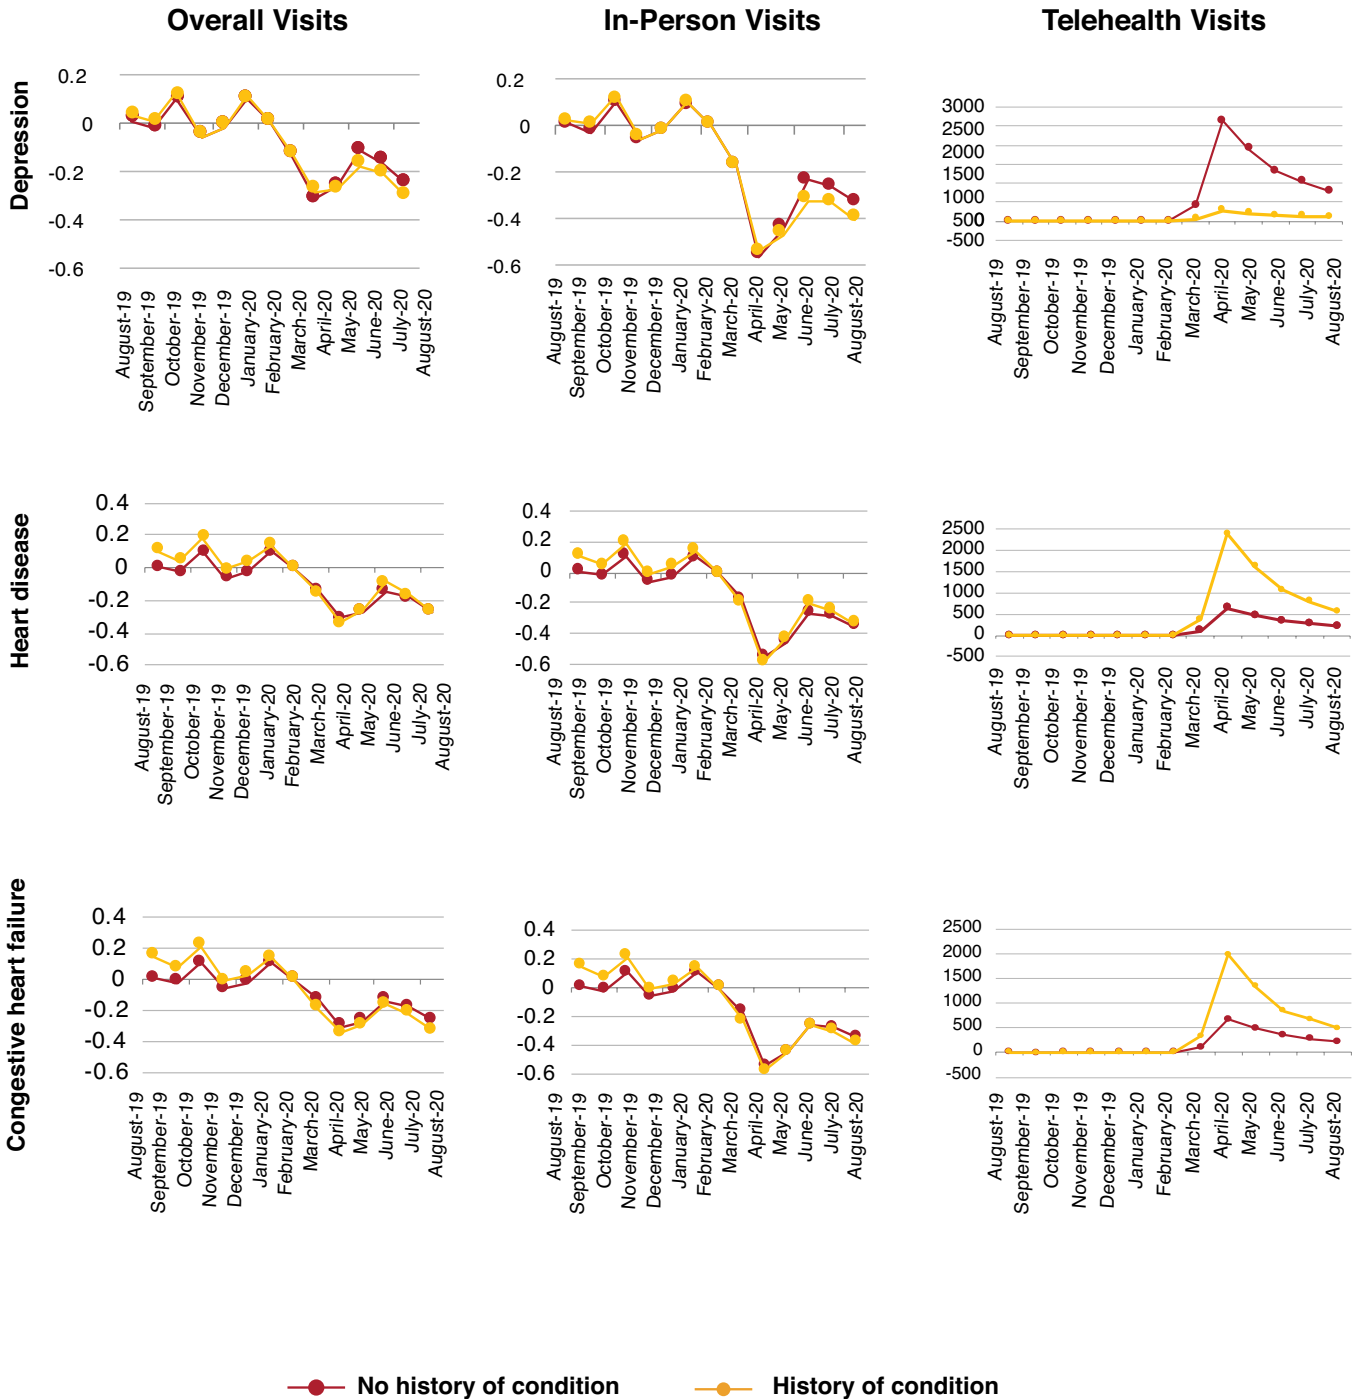 Overall Visits
In-Person Visits
Telehealth Visits
Depression
0.2
0
-0.2
-0.4
-0.6
August-19
September-19
October-19
November-19
December-19
January-20
February-20
March-20
April-20
May-20
June-20
July-20
August-20
0.2
0
-0.2
-0.4
-0.6
August-19
September-19
October-19
November-19
December-19
January-20
February-20
March-20
April-20
May-20
June-20
July-20
August-20
3000
2500
2000
1500
1000
500
-500
August-19
September-19
October-19
November-19
December-19
January-20
February-20
March-20
April-20
May-20
June-20
July-20
August-20
Heart disease
0.4
0.2
0
-0.2
-0.4
-0.6
August-19
September-19
October-19
November-19
December-19
January-20
February-20
March-20
April-20
May-20
June-20
July-20
August-20
0.4
0.2
0
-0.2
-0.4
-0.6
August-19
September-19
October-19
November-19
December-19
January-20
February-20
March-20
April-20
May-20
June-20
July-20
August-20
2500
2000
1500
1000
500
0
-500
August-19
September-19
October-19
November-19
December-19
January-20
February-20
March-20
April-20
May-20
June-20
July-20
August-20
Congestive heart failure
0.4
0.2
0
-0.2
-0.4
-0.6
August-19
September-19
October-19
November-19
December-19
January-20
February-20
March-20
April-20
May-20
June-20
July-20
August-20
0.4
0.2
0
-0.2
-0.4
-0.6
August-19
September-19
October-19
November-19
December-19
January-20
February-20
March-20
April-20
May-20
June-20
July-20
August-20
2500
2000
1500
1000
500
0
-500
August-19
September-19
October-19
November-19
December-19
January-20
February-20
March-20
April-20
May-20
June-20
July-20
August-20
No history of condition
History of condition